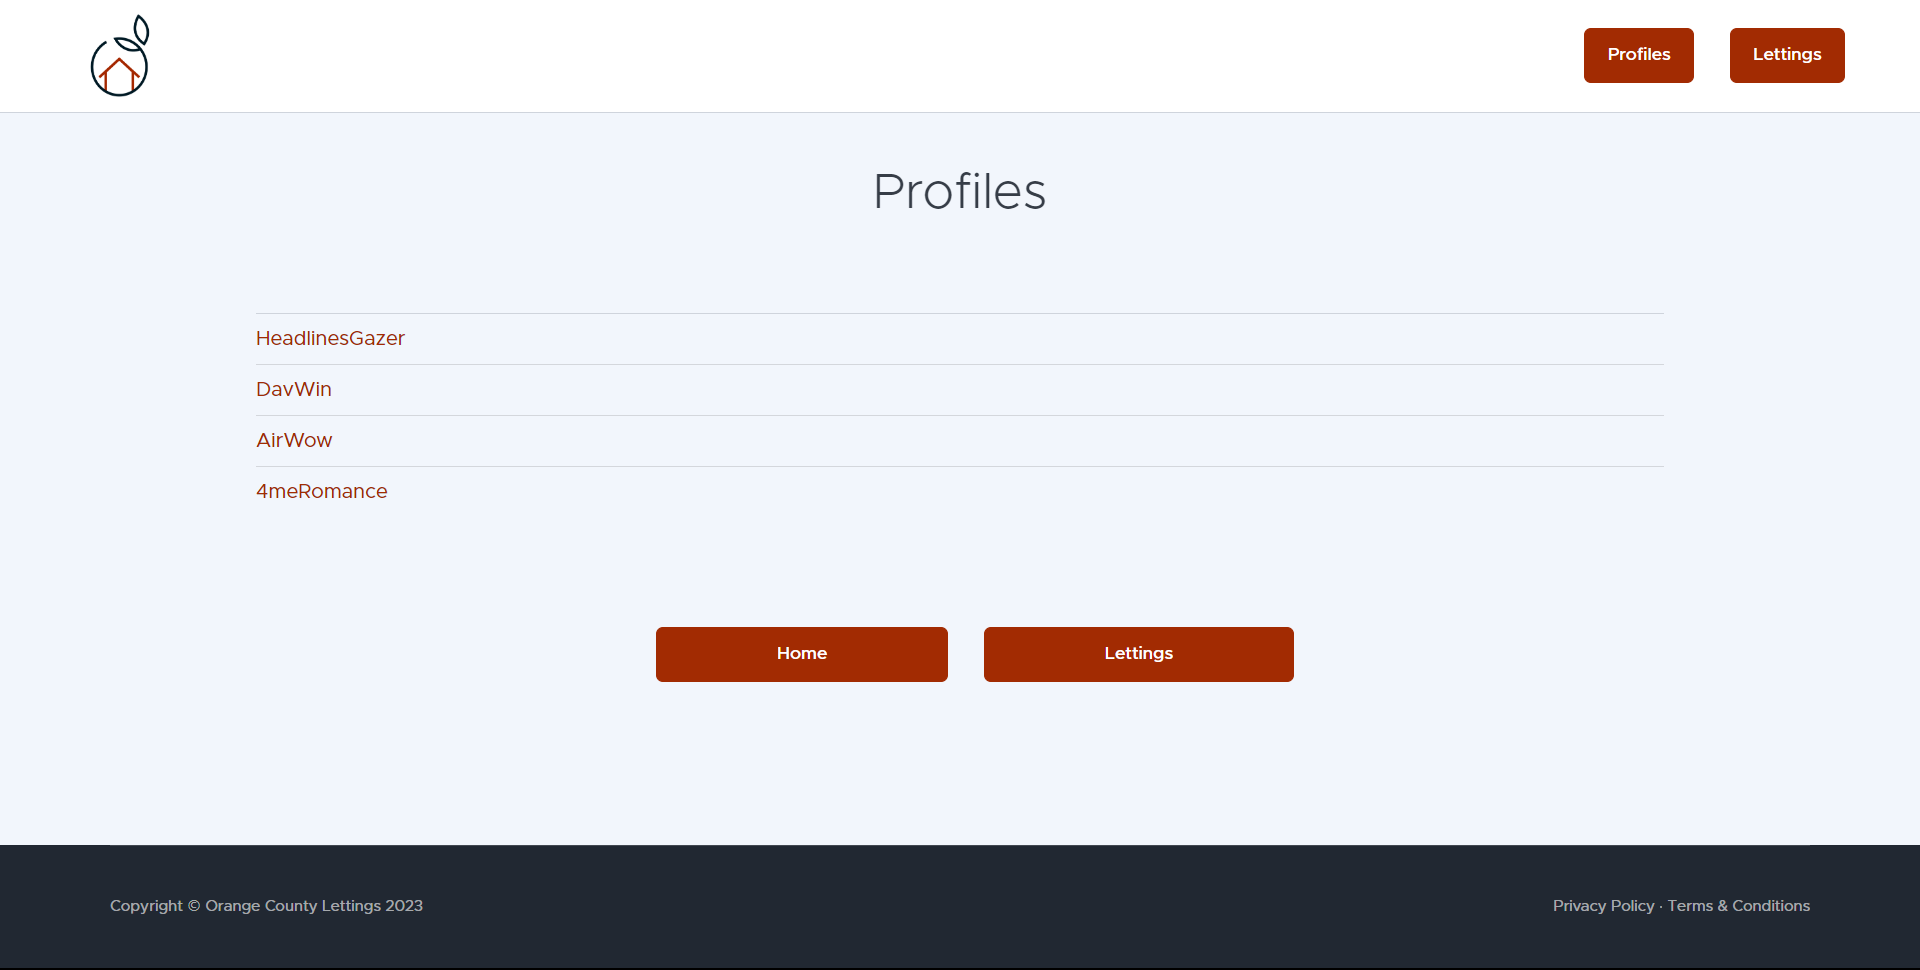 Profiles
Lettings
Profiles
HeadlinesGazer
DavWin
AirWow
4meRomance
Home
Lettings
Copyright © Orange County Lettings 2023
Privacy Policy · Terms & Conditions